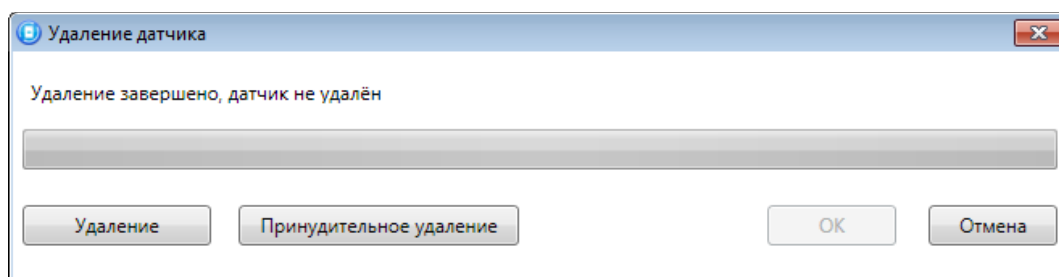 Удаление датчика
Удаление завершено, датчик не удалён
Удаление Принудительное удаление OK Отмена